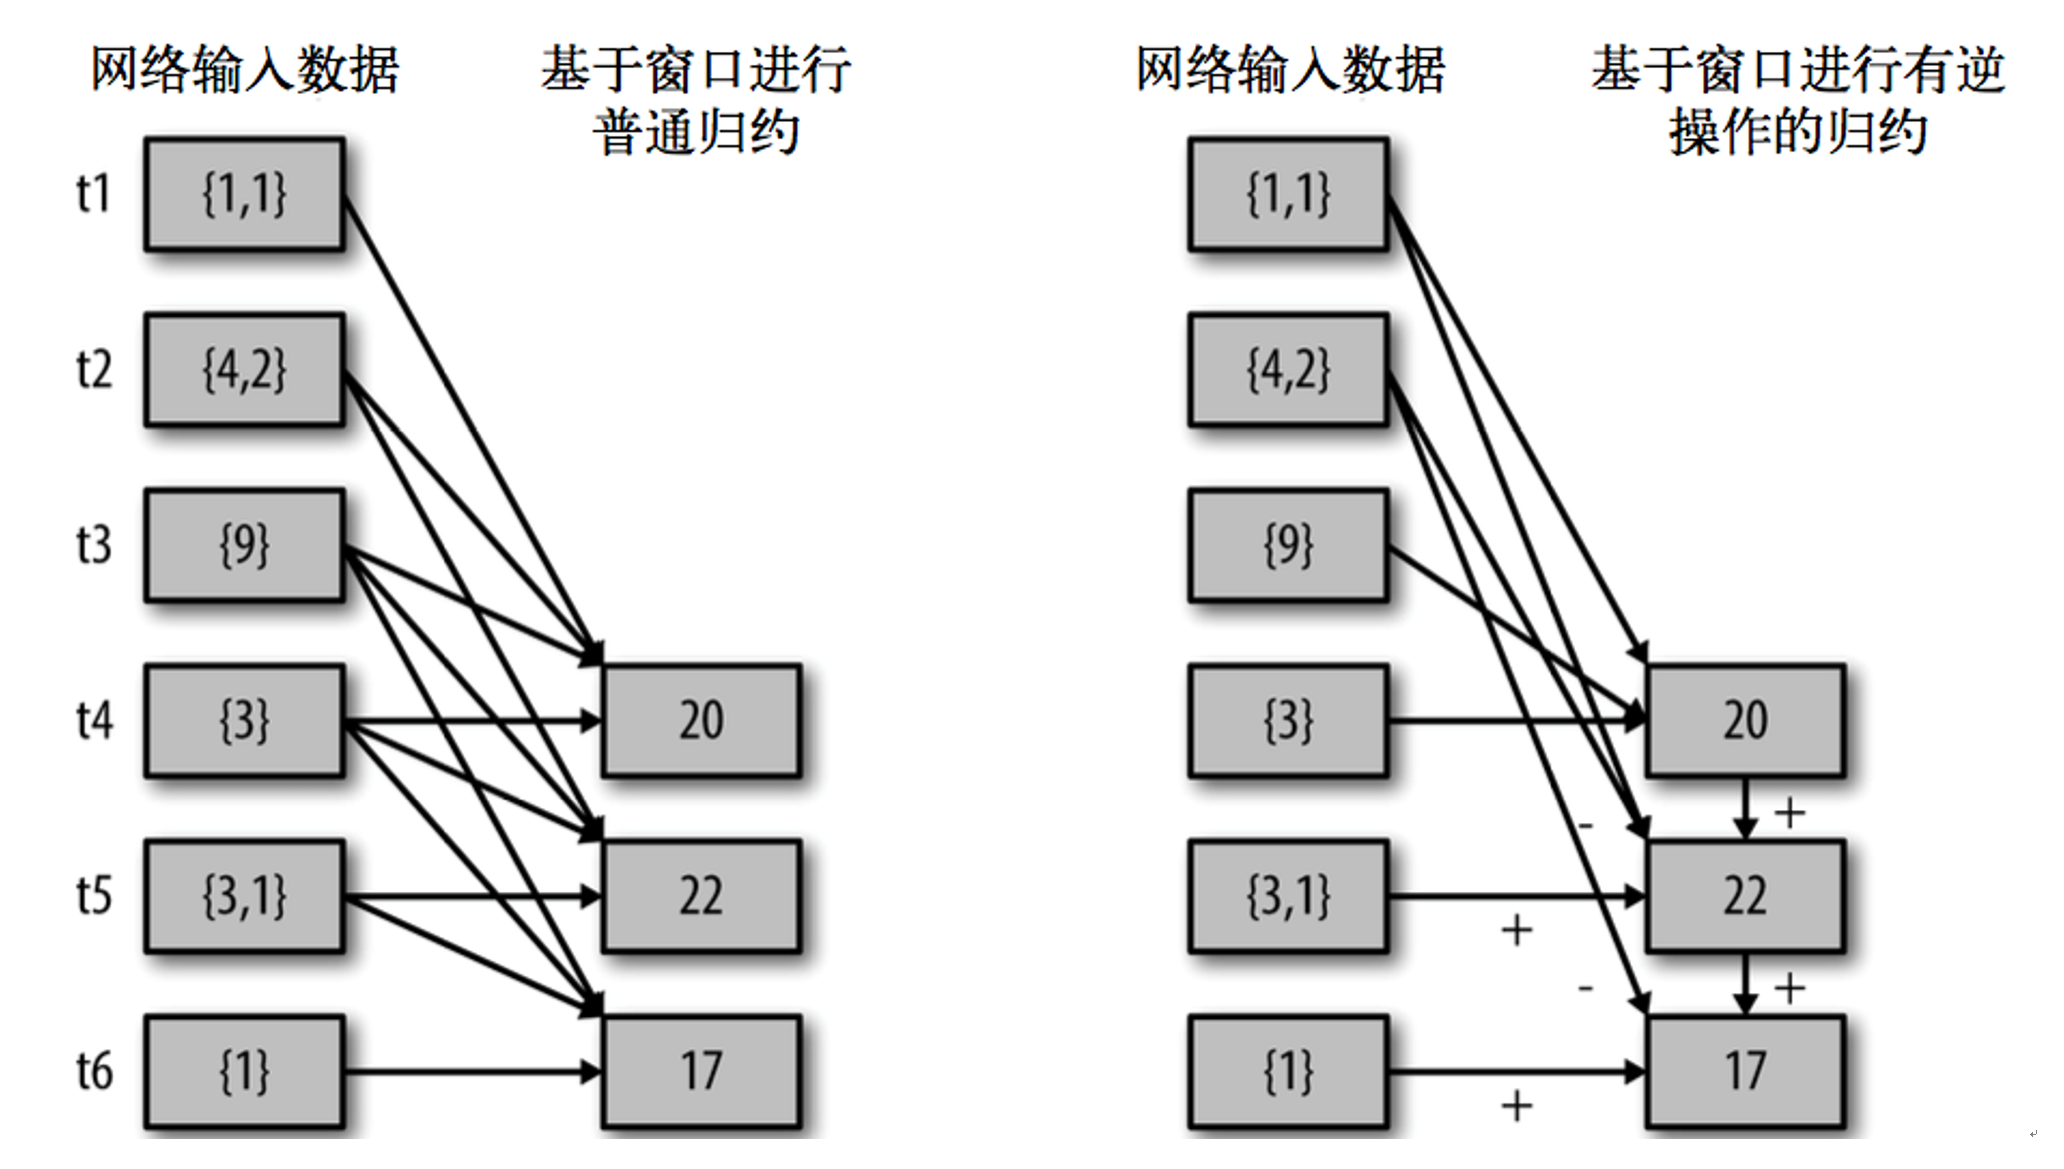 网络输入数据
基于窗口进行
普通归约
t1
{1,1}
t2
{4,2}
t3
{9}
t4
{3}
20
t5
{3,1}
22
t6
{1}
17
网络输入数据
基于窗口进行有逆
操作的归约
{1,1}
{4,2}
{9}
{3}
20
- +
{3,1}
22
+
- +
{1}
17
+